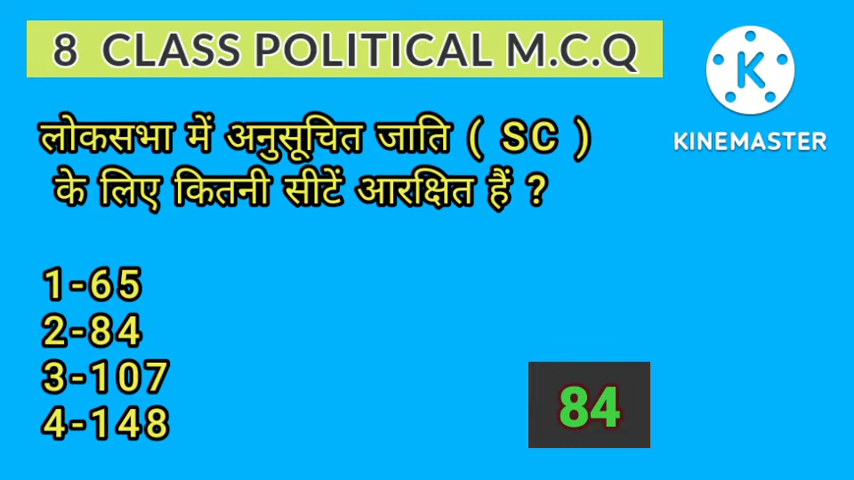 8 CLASS POLITICAL M.C.Q
KINEMASTER
लोकसभा में अनुसूचित जाति ( SC )
के लिए कितनी सीटें आरक्षित हैं ?
1-65
2-84
3-107
4-148
84